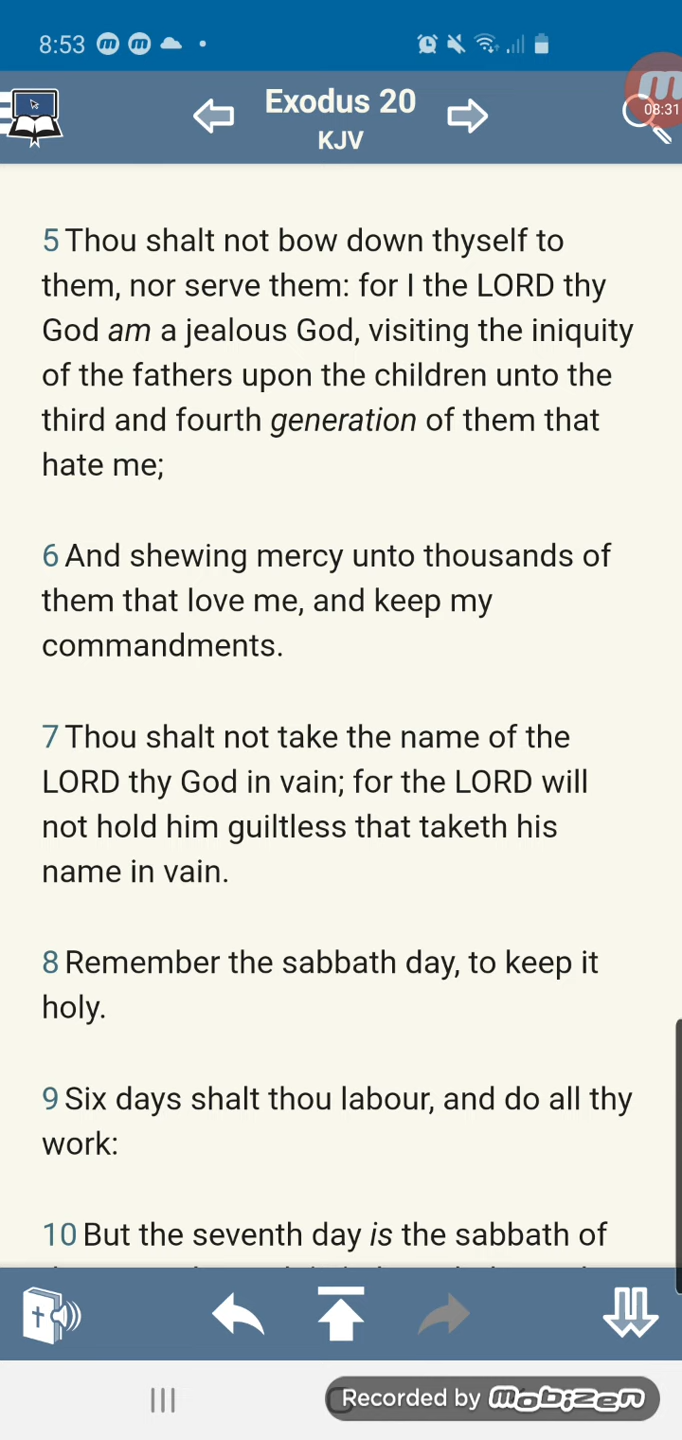 8:53
Exodus 20
KJV
08:31
5 Thou shalt not bow down thyself to
them, nor serve them: for I the LORD thy
God am a jealous God, visiting the iniquity
of the fathers upon the children unto the
third and fourth generation of them that
hate me;
6 And shewing mercy unto thousands of
them that love me, and keep my
commandments.
7 Thou shalt not take the name of the
LORD thy God in vain; for the LORD will
not hold him guiltless that taketh his
name in vain.
8 Remember the sabbath day, to keep it
holy.
9 Six days shalt thou labour, and do all thy
work:
10 But the seventh day is the sabbath of
Recorded by mobizen